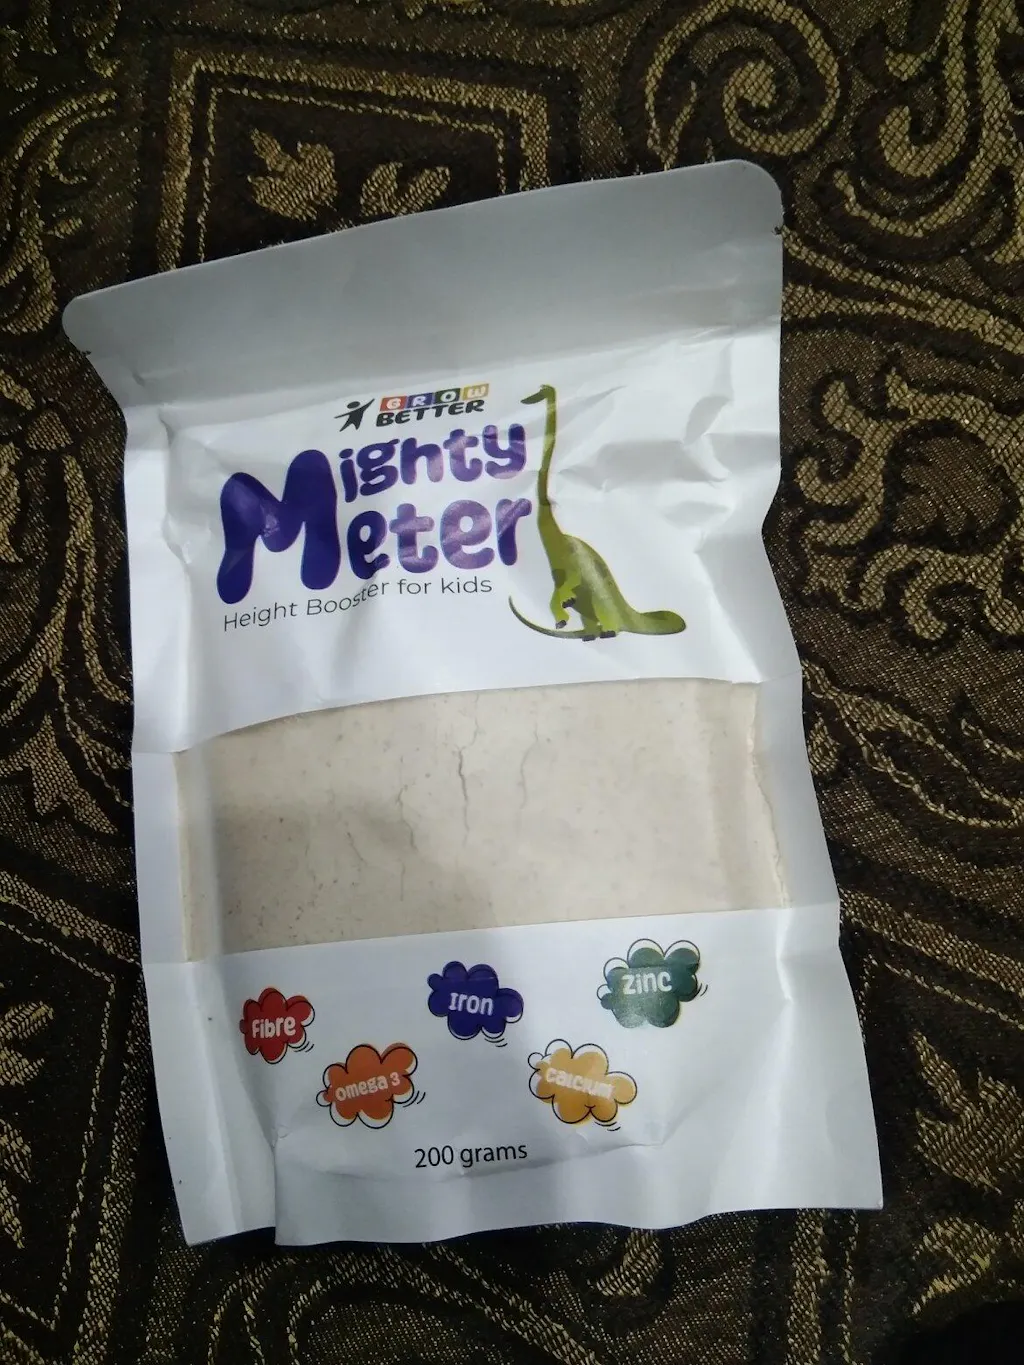 GROW
BETTER
Mighty
Meter
Height Booster for kids
Fibre
Iron
Zinc
Omega 3
Calcium
200 grams